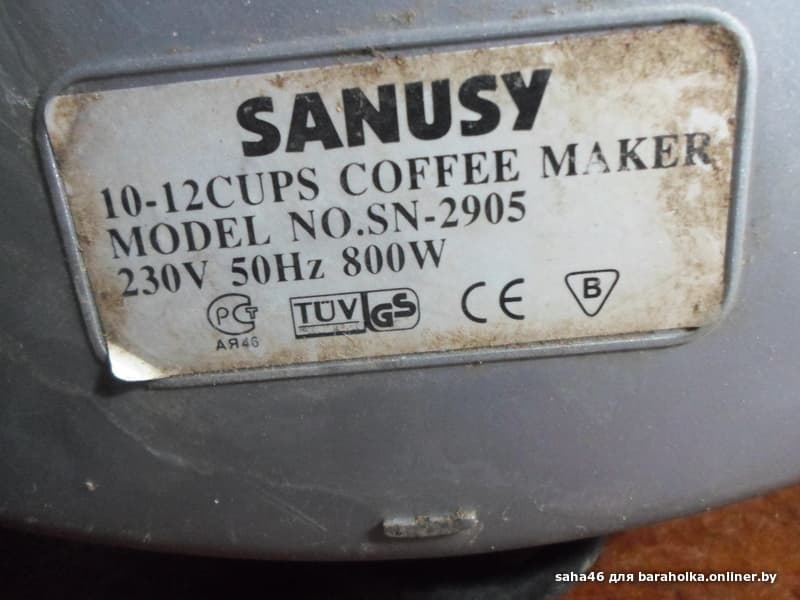 SANUSY
10-12CUPS COFFEE MAKER
MODEL NO.SN-2905
230V 50Hz 800W
РСТ TÜV GS CE B
АЯ46
saha46 для baraholka.onliner.by